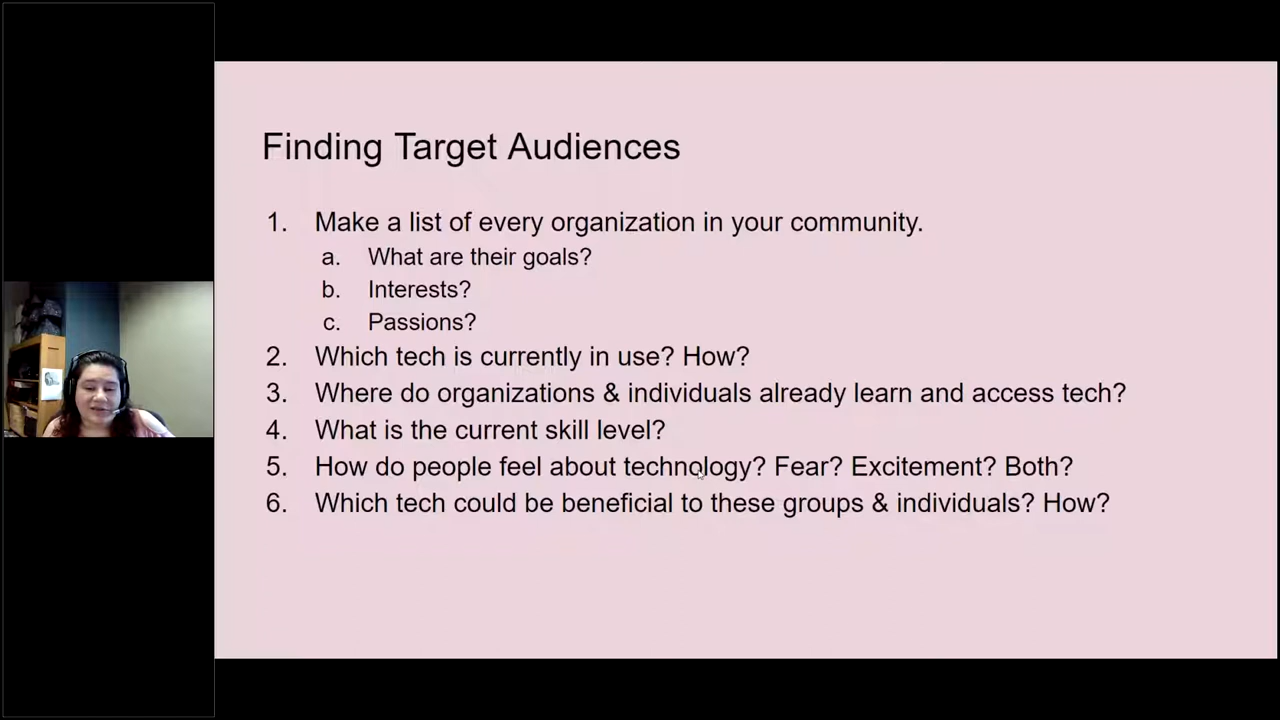 Finding Target Audiences
1. Make a list of every organization in your community.
a. What are their goals?
b. Interests?
c. Passions?
2. Which tech is currently in use? How?
3. Where do organizations & individuals already learn and access tech?
4. What is the current skill level?
5. How do people feel about technology? Fear? Excitement? Both?
6. Which tech could be beneficial to these groups & individuals? How?